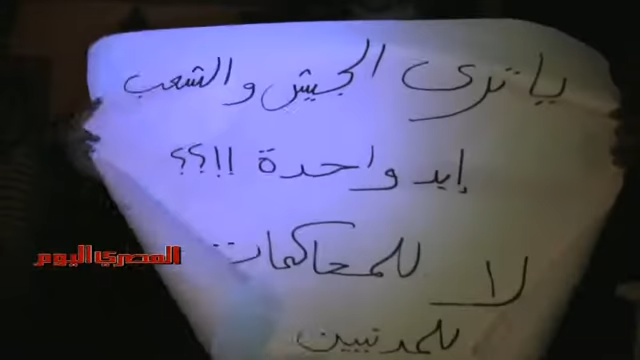 يا ترى الجيش والشعب
إيد واحدة !!؟؟؟
لا للمحاكمات
للمدنيين
المصري اليوم